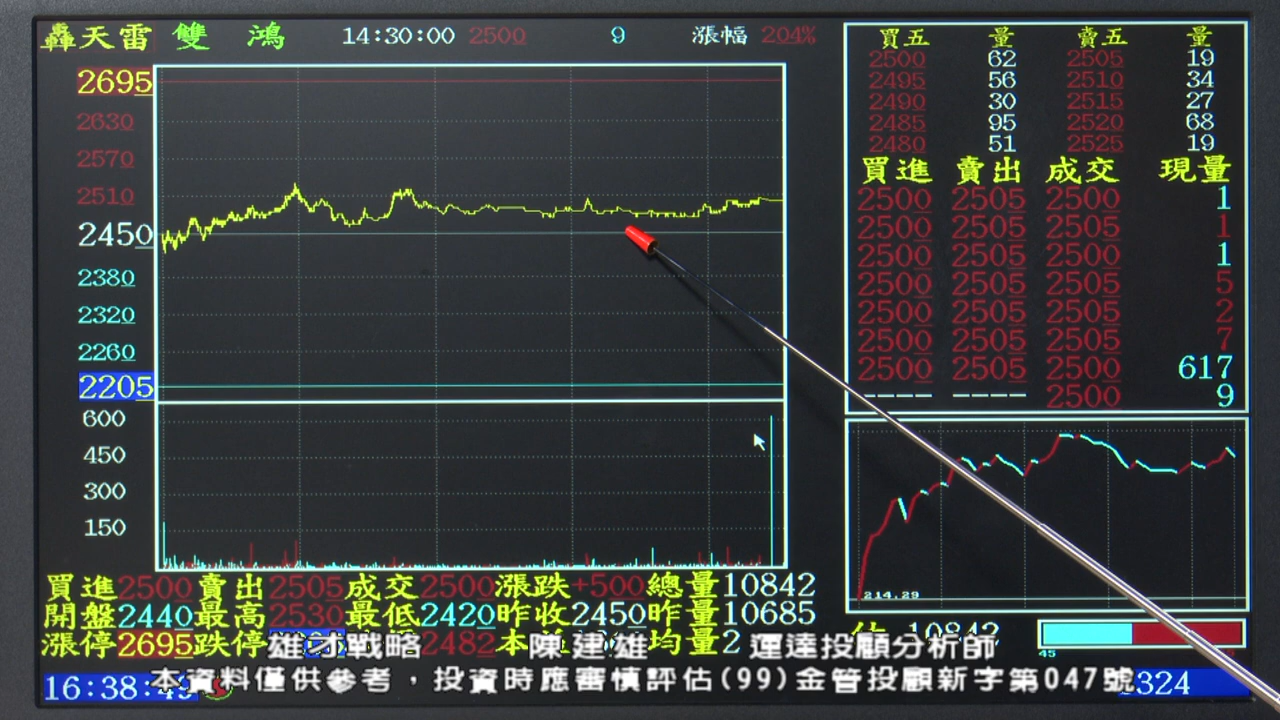 轟天雷 雙 鴻 14:30:00 2500 9 漲幅 204%
2695
2630
2570
2510
2450
2380
2320
2260
2205
600
450
300
150
買五 量 賣五 量
2500 62 2505 19
2495 56 2510 34
2490 30 2515 27
2485 95 2520 68
2480 51 2525 19
買進 賣出 成交 現量
2500 2505 2500 1
2500 2505 2500 1
2500 2505 2500 1
2500 2505 2500 5
2500 2505 2500 2
2500 2505 2500 7
2500 2505 2500 617
---- ---- 2500 9
214.29
買進2500賣出2505成交2500漲跌+500總量10842
開盤2440最高2530最低2420昨收2450昨量10685
漲停2695跌停 2482 本 均量2
估 10842
45
雄才戰略 陳建雄 運達投顧分析師
16:38:
本資料僅供參考，投資時應審慎評估(99)金管投顧新字第047號
324